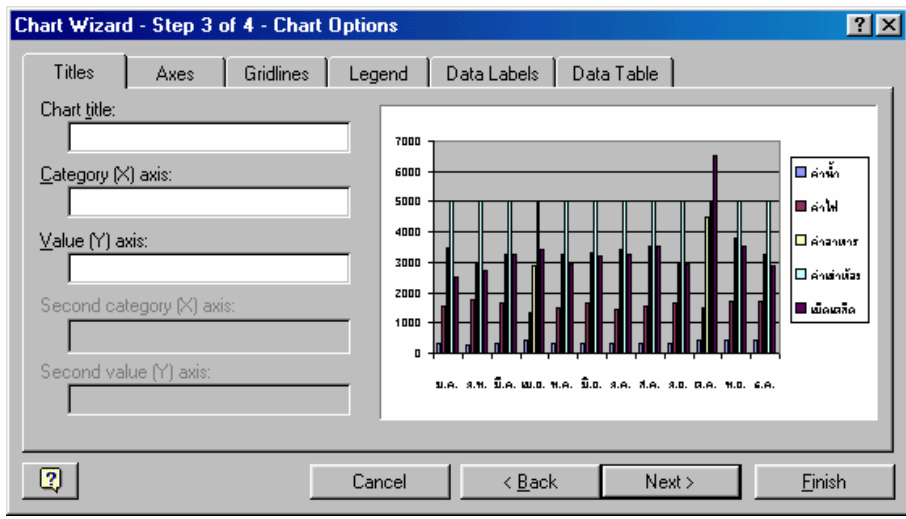 Chart Wizard - Step 3 of 4 - Chart Options
Titles Axes Gridlines Legend Data Labels Data Table
Chart title:
Category (X) axis:
Value (Y) axis:
Second category (X) axis:
Second value (Y) axis:
7000
6000
5000
4000
3000
2000
1000
0
ม.ค. ก.พ. มี.ค. เม.ย. พ.ค. มิ.ย. ก.ค. ส.ค. ก.ย. ต.ค. พ.ย. ธ.ค.
ค่าน้ำ
ค่าไฟ
ค่าอาหาร
ค่าเช่าห้อง
เบ็ดเตล็ด
Cancel < Back Next > Finish